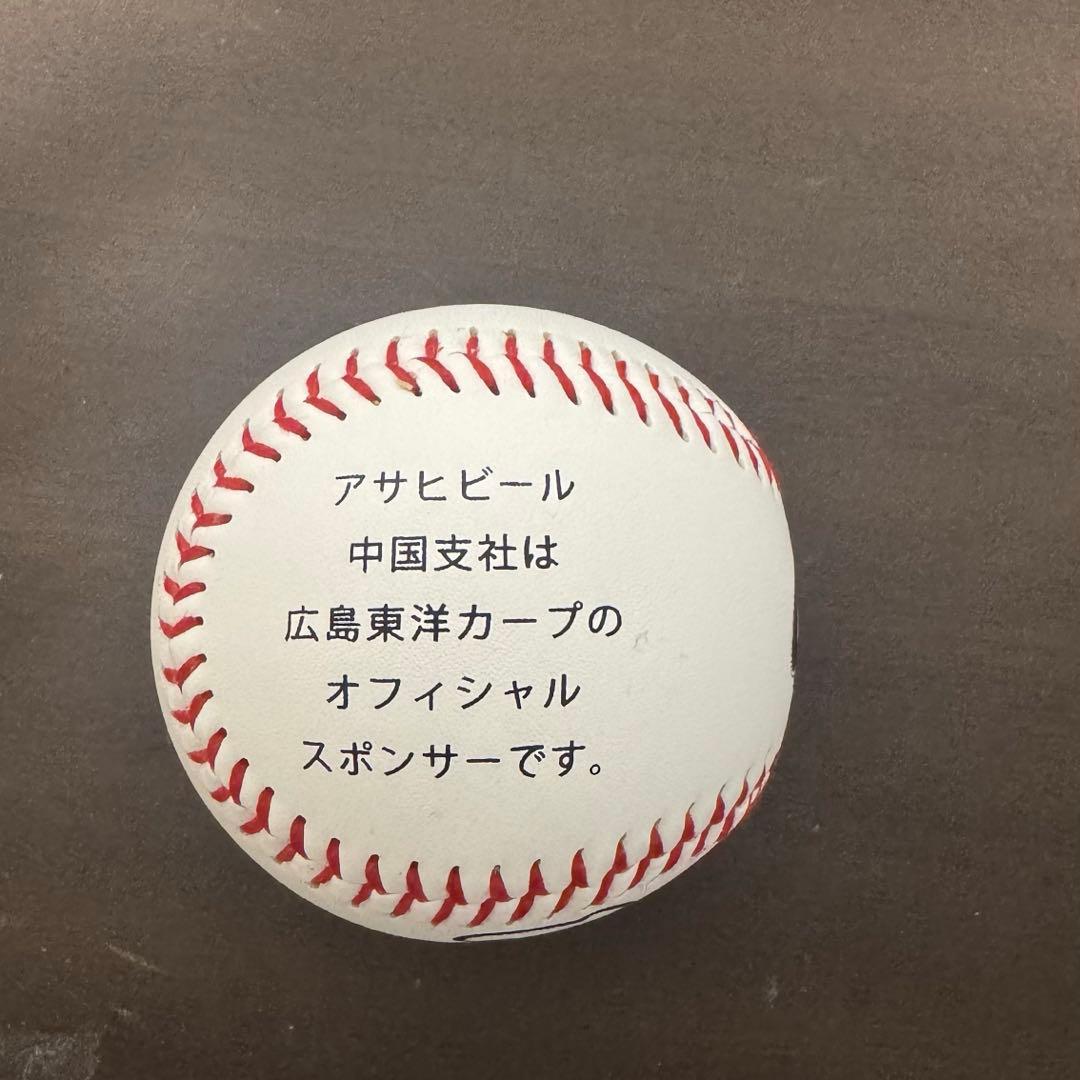 アサヒビール
中国支社は
広島東洋カープの
オフィシャル
スポンサーです。